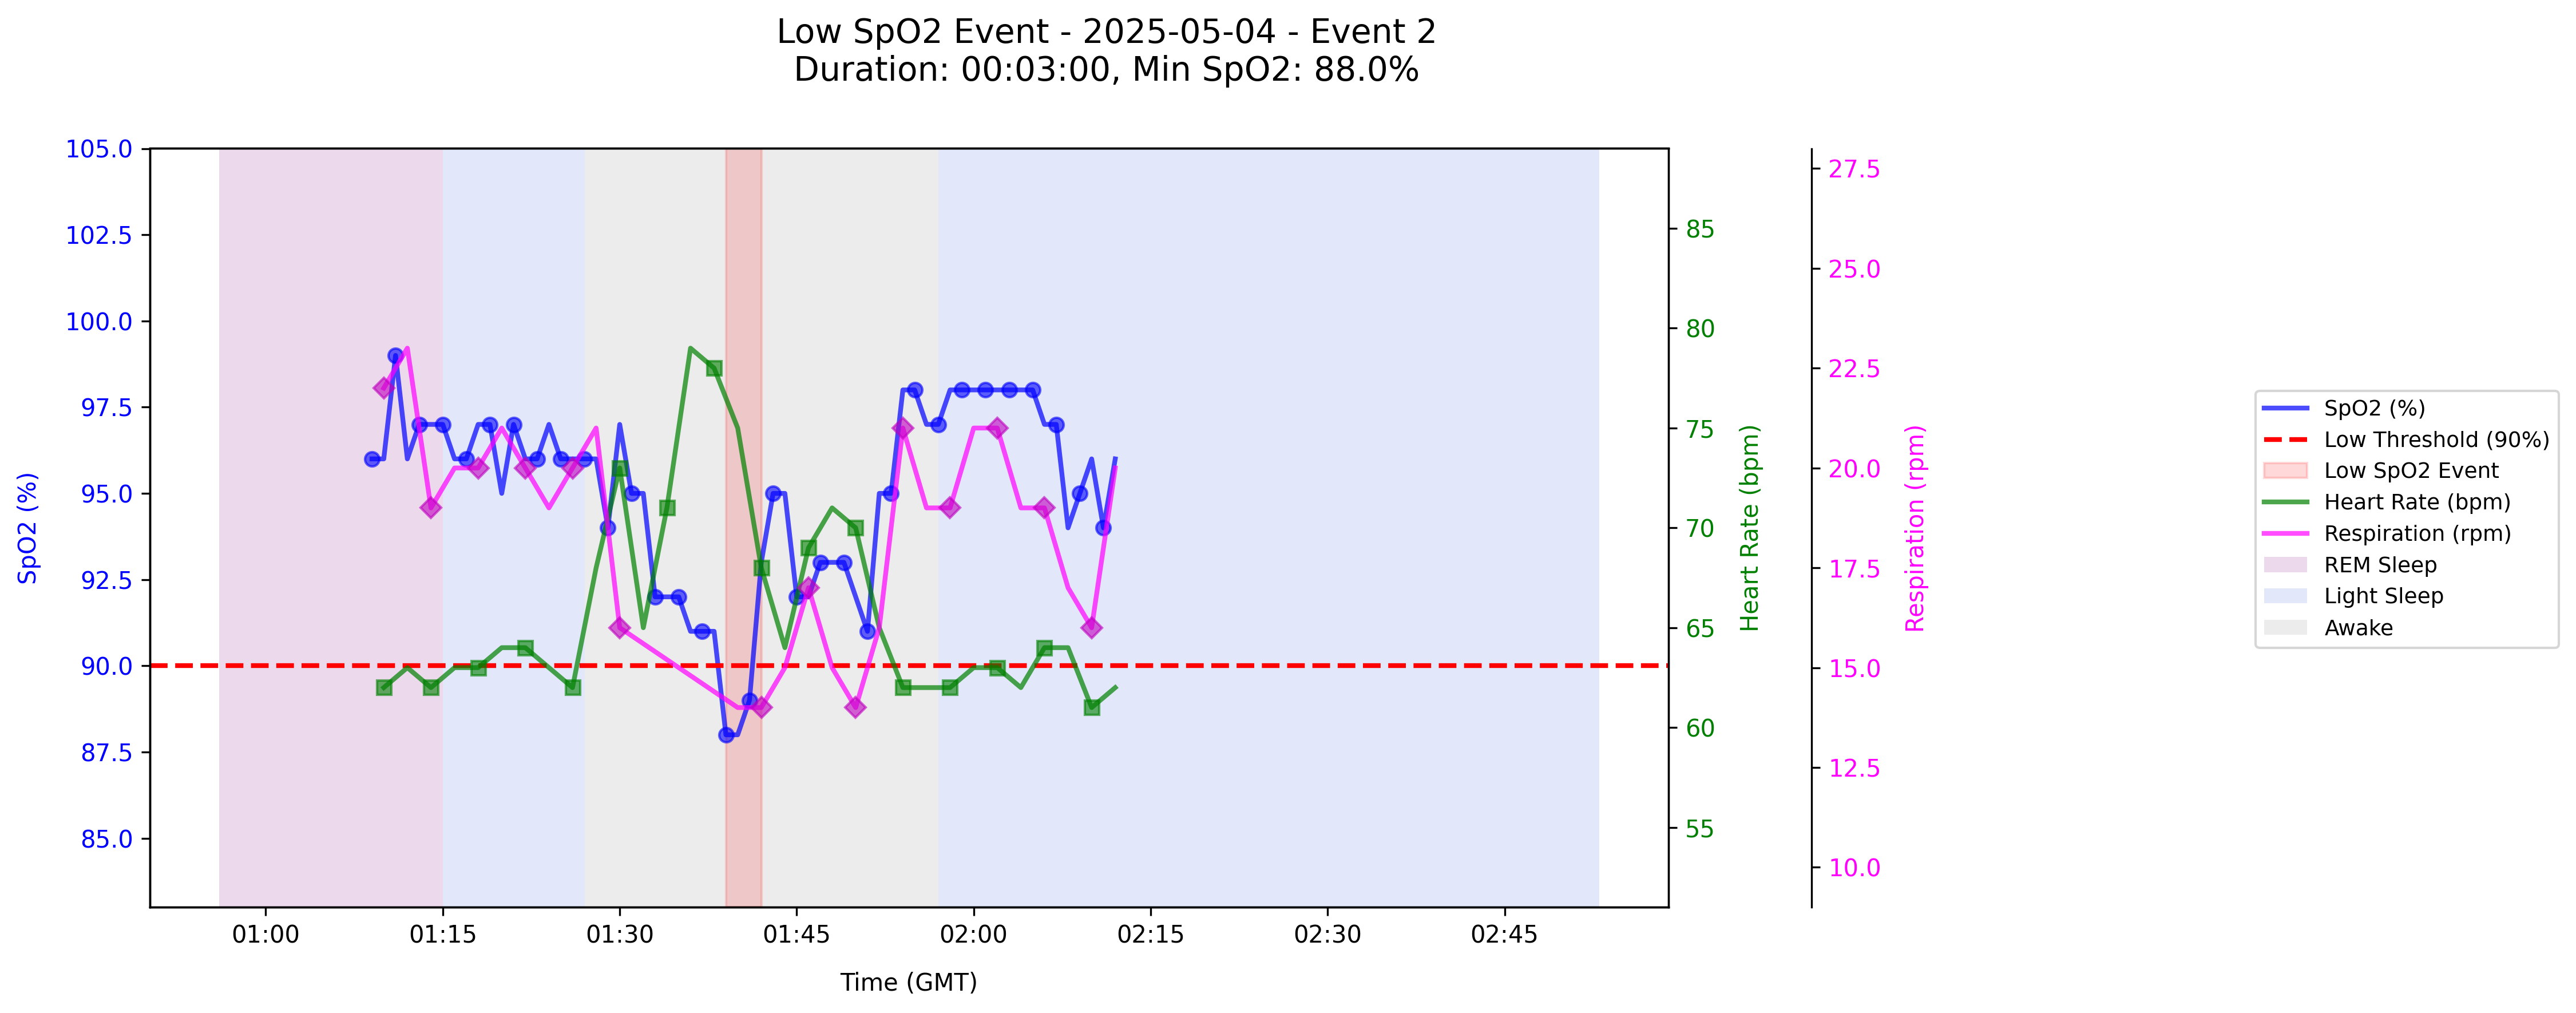 Low SpO2 Event - 2025-05-04 - Event 2
Duration: 00:03:00, Min SpO2: 88.0%
105.0
102.5
100.0
97.5
95.0
92.5
90.0
87.5
85.0
SpO2 (%)
85
80
75
70
65
60
55
Heart Rate (bpm)
27.5
25.0
22.5
20.0
17.5
15.0
12.5
10.0
Respiration (rpm)
SpO2 (%)
Low Threshold (90%)
Low SpO2 Event
Heart Rate (bpm)
Respiration (rpm)
REM Sleep
Light Sleep
Awake
01:00 01:15 01:30 01:45 02:00 02:15 02:30 02:45
Time (GMT)